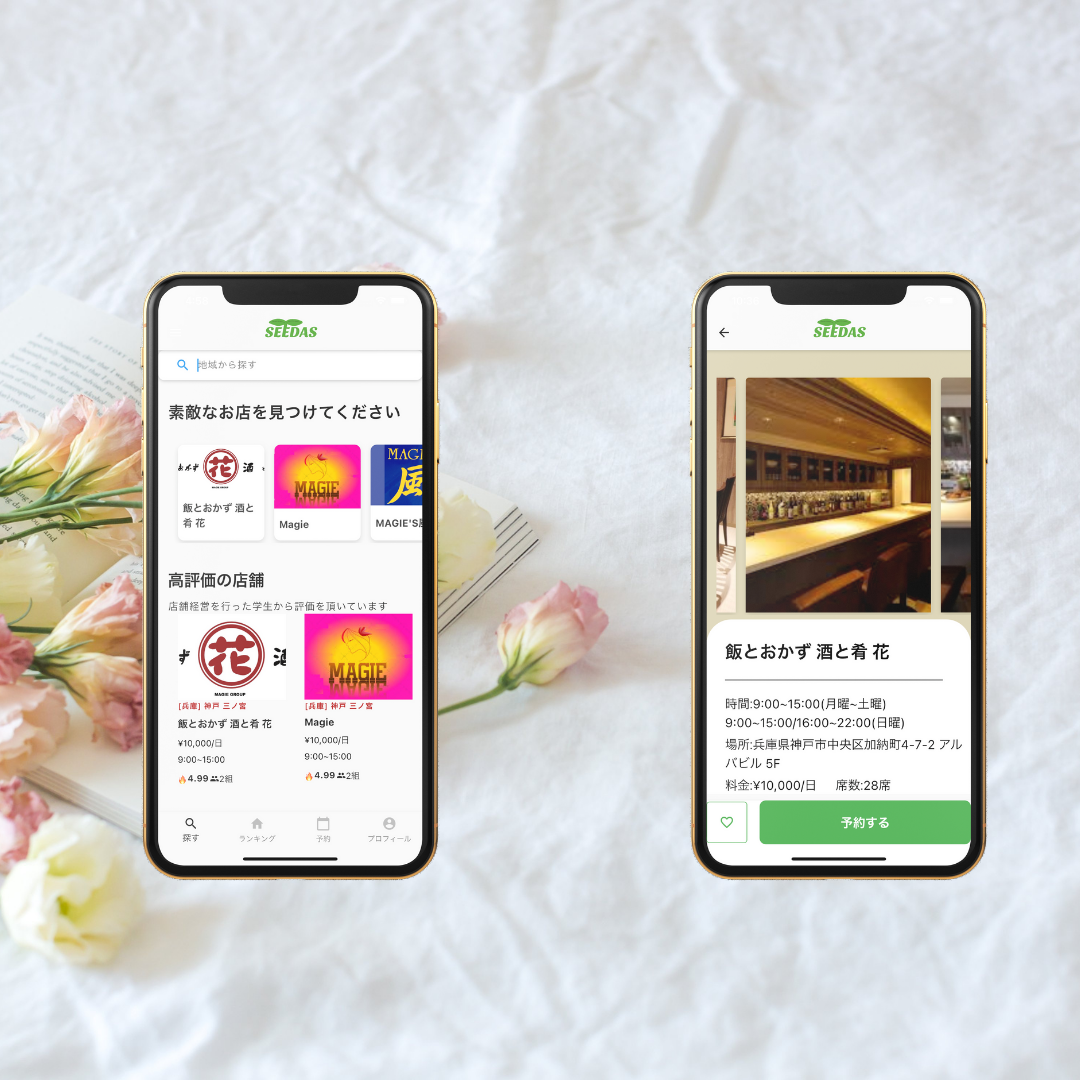 SEEDAS
地域から探す
素敵なお店を見つけてください
おかず
花
酒
MAGIE GROUP
飯とおかず 酒と
肴 花
MAGIE
Magie
MAGI
風
MAGIE'S
高評価の店舗
店舗経営を行った学生から評価を頂いています
ず
花
MAGIE GROUP
MAGIE
[兵庫] 神戸 三ノ宮
飯とおかず 酒と肴 花
¥10,000/日
9:00~15:00
4.99 2組
[兵庫] 神戸 三ノ宮
Magie
¥10,000/日
9:00~15:00
4.99 2組
探す
ランキング
予約
プロフィール
SEEDAS
飯とおかず 酒と肴 花
時間:9:00~15:00(月曜~土曜)
9:00~15:00/16:00~22:00(日曜)
場所:兵庫県神戸市中央区加納町4-7-2 アル
バビル 5F
料金:¥10,000/日 席数:28席
予約する